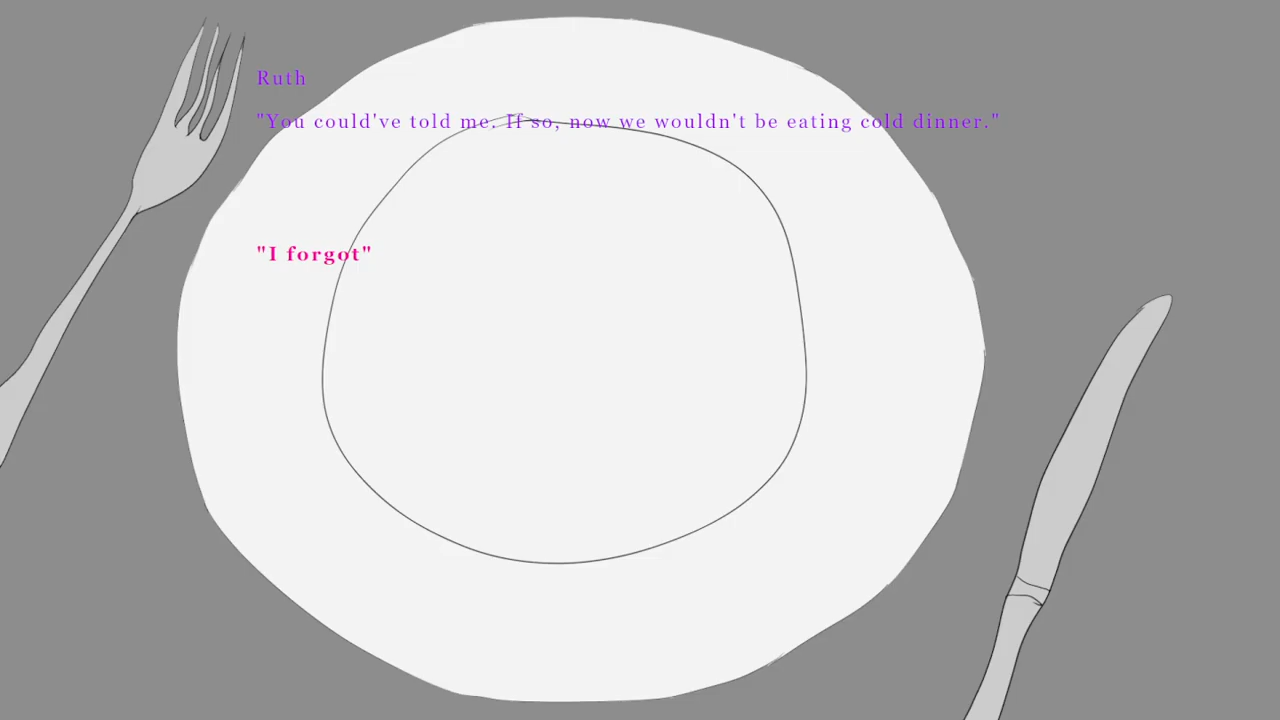 Ruth
"You could've told me. If so, now we wouldn't be eating cold dinner."
"I forgot"